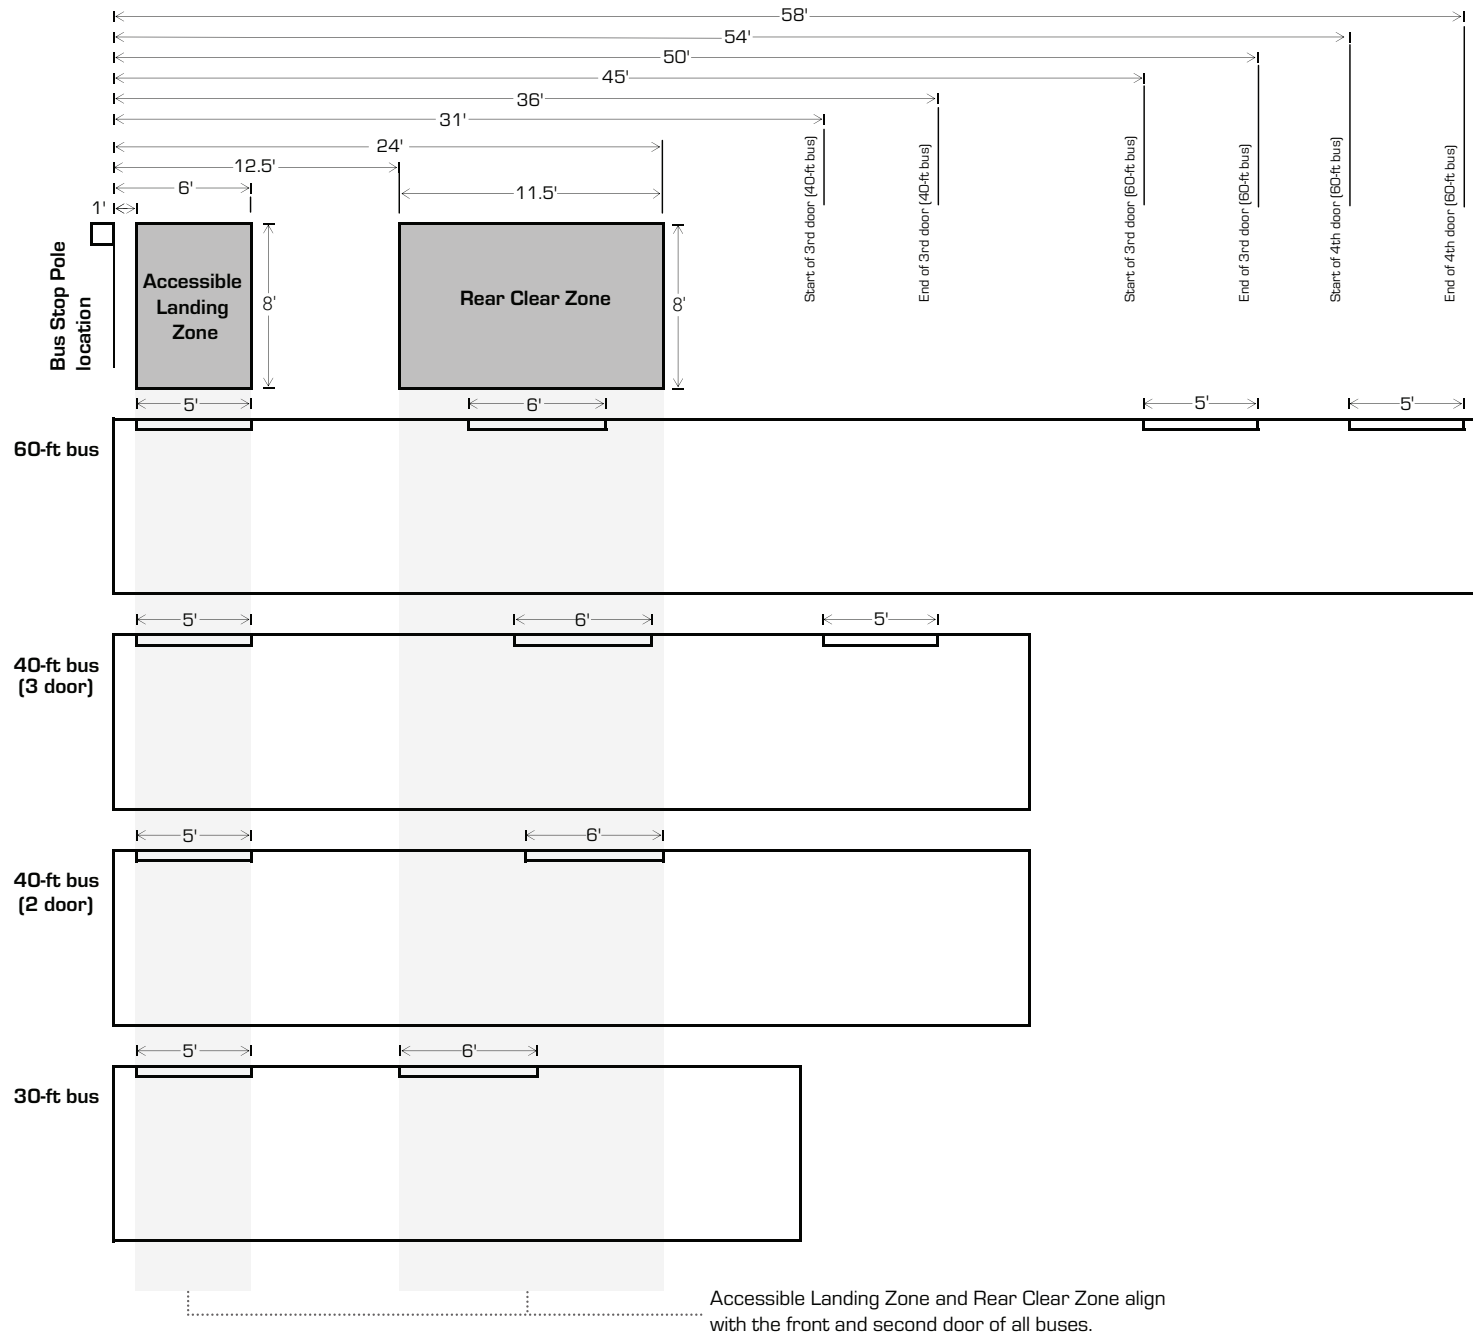 58'
54'
50'
45'
36'
31'
24'
12.5'
6'
11.5'
1'
Bus Stop Pole
location
Accessible
Landing
Zone
8'
Rear Clear Zone
8'
Start of 3rd door (40-ft bus)
End of 3rd door (40-ft bus)
Start of 3rd door (60-ft bus)
End of 3rd door (60-ft bus)
Start of 4th door (60-ft bus)
End of 4th door (60-ft bus)
5'
6'
5'
5'
60-ft bus
5'
6'
5'
40-ft bus
(3 door)
5'
6'
40-ft bus
(2 door)
5'
6'
30-ft bus
Accessible Landing Zone and Rear Clear Zone align
with the front and second door of all buses.